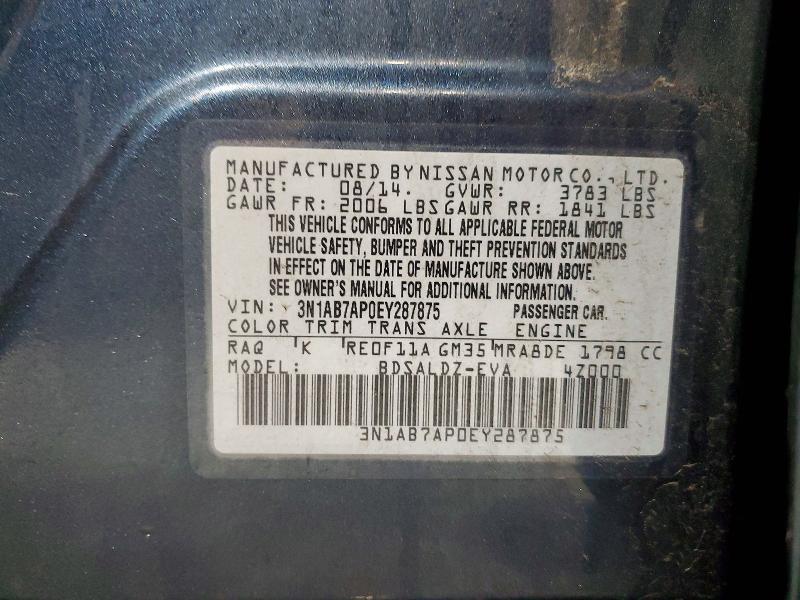 MANUFACTURED BY NISSAN MOTOR CO., LTD.
DATE: 08/14. GVWR: 3783 LBS
GAWR FR: 2006 LBS GAWR RR: 1841 LBS
THIS VEHICLE CONFORMS TO ALL APPLICABLE FEDERAL MOTOR
VEHICLE SAFETY, BUMPER AND THEFT PREVENTION STANDARDS
IN EFFECT ON THE DATE OF MANUFACTURE SHOWN ABOVE.
SEE OWNER'S MANUAL FOR ADDITIONAL INFORMATION.
VIN: 3N1AB7AP0EY287875 PASSENGER CAR.
COLOR TRIM TRANS AXLE ENGINE
RAQ K RE0F11A GM35 MRA8DE 1798 CC
MODEL: BDSALDZ-EVA 4Z000
3N1AB7AP0EY287875